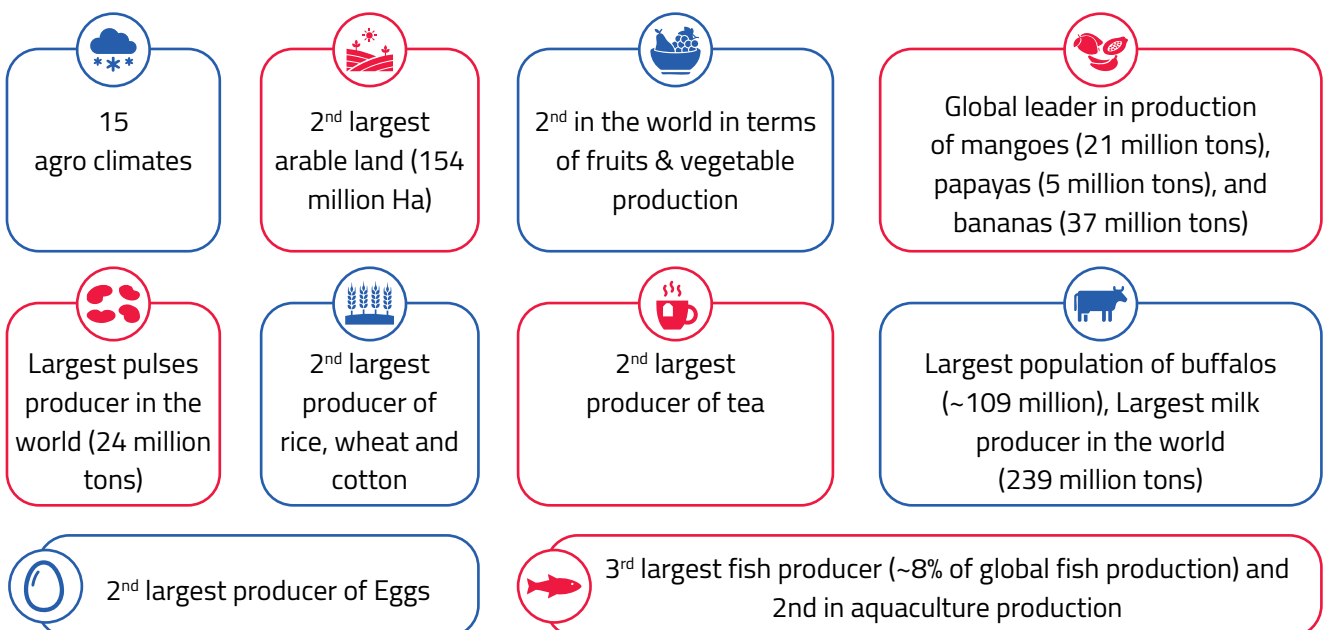 15
agro climates
2nd largest
arable land (154
million Ha)
2nd in the world in terms
of fruits & vegetable
production
Global leader in production
of mangoes (21 million tons),
papayas (5 million tons), and
bananas (37 million tons)
Largest pulses
producer in the
world (24 million
tons)
2nd largest
producer of
rice, wheat and
cotton
2nd largest
producer of tea
Largest population of buffalos
(~109 million), Largest milk
producer in the world
(239 million tons)
2nd largest producer of Eggs
3rd largest fish producer (~8% of global fish production) and
2nd in aquaculture production